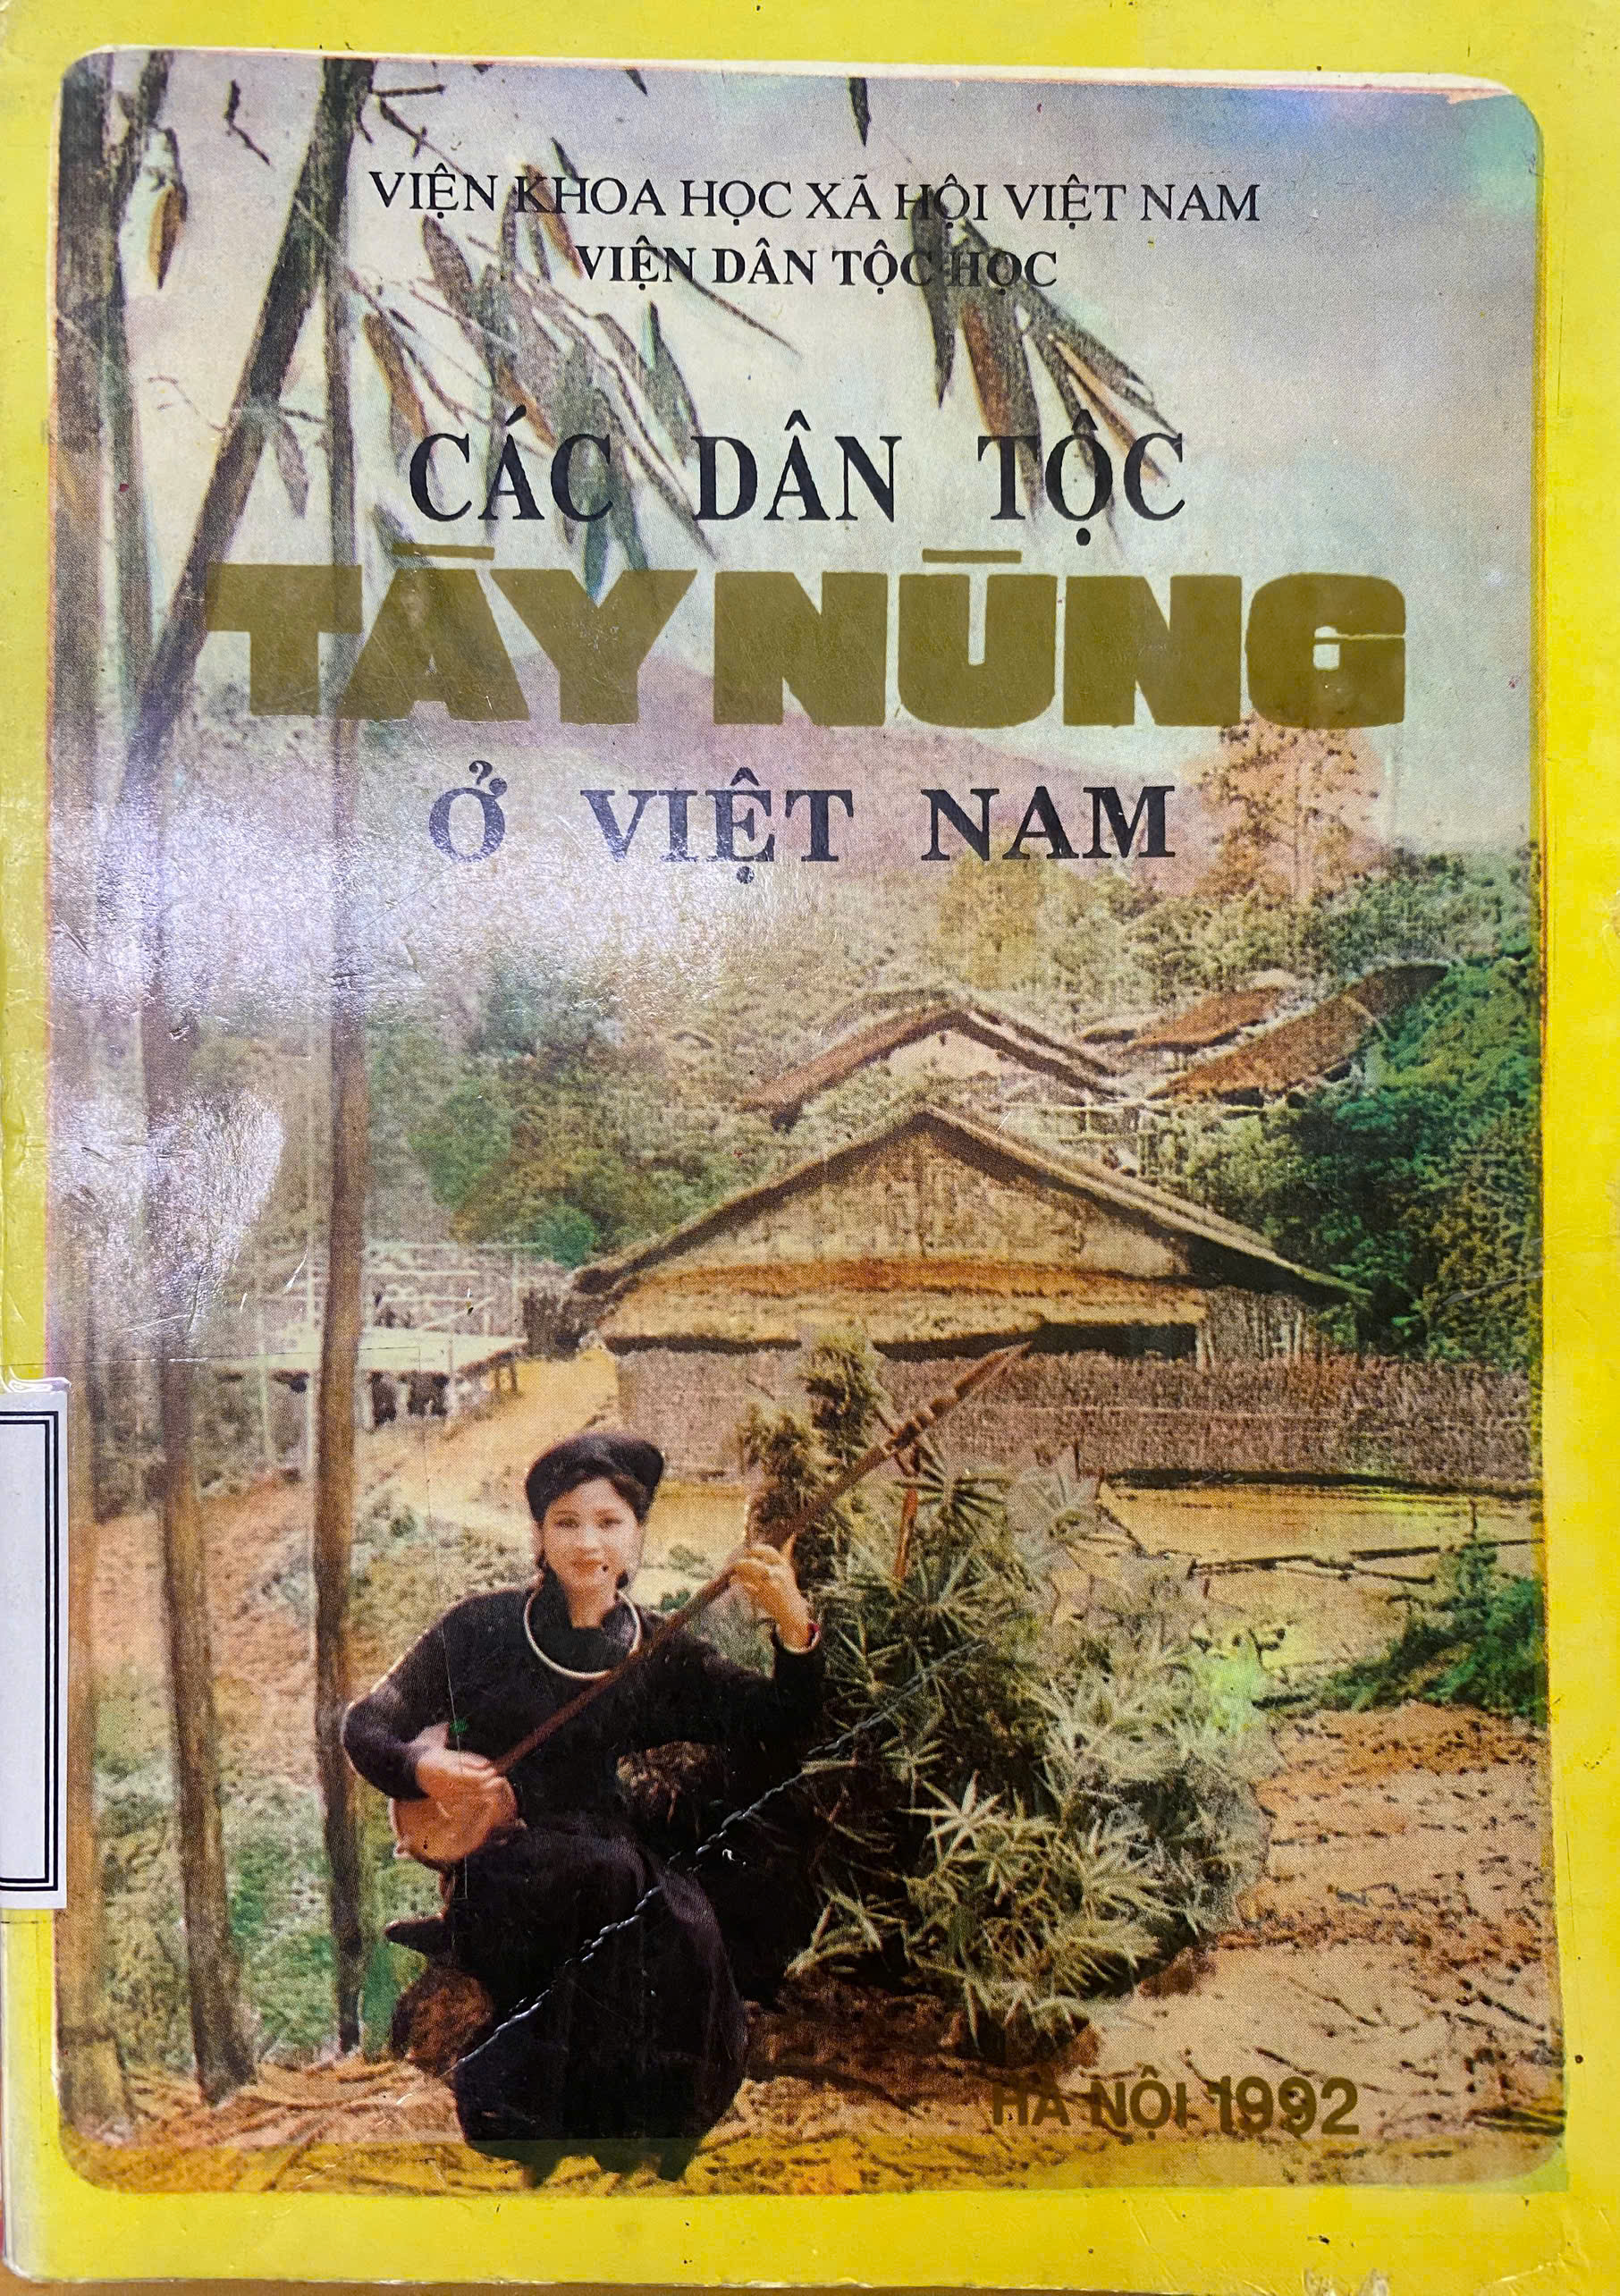 VIỆN KHOA HỌC XÃ HỘI VIỆT NAM
VIỆN DÂN TỘC HỌC
CÁC DÂN TỘC
TÀY NÙNG
Ở VIỆT NAM
HÀ NỘI 1992